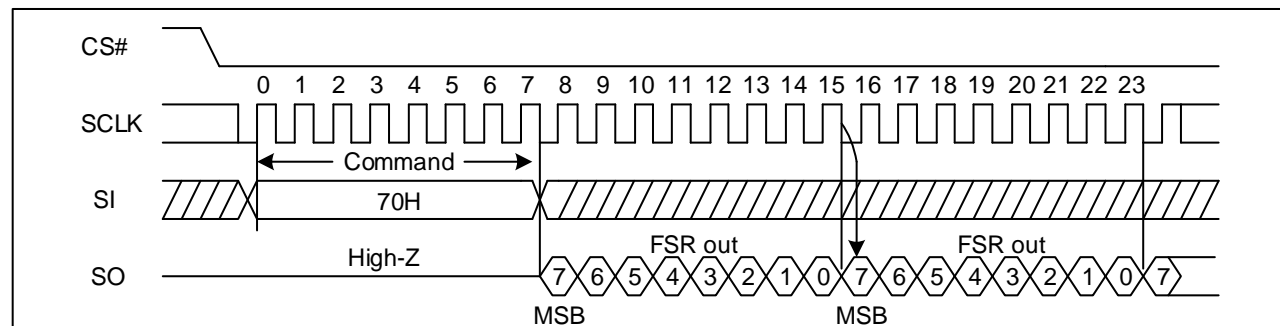 CS#
0 1 2 3 4 5 6 7 8 9 10 11 12 13 14 15 16 17 18 19 20 21 22 23
SCLK
Command
SI
70H
High-Z
FSR out
FSR out
SO
7 6 5 4 3 2 1 0 7 6 5 4 3 2 1 0 7
MSB
MSB